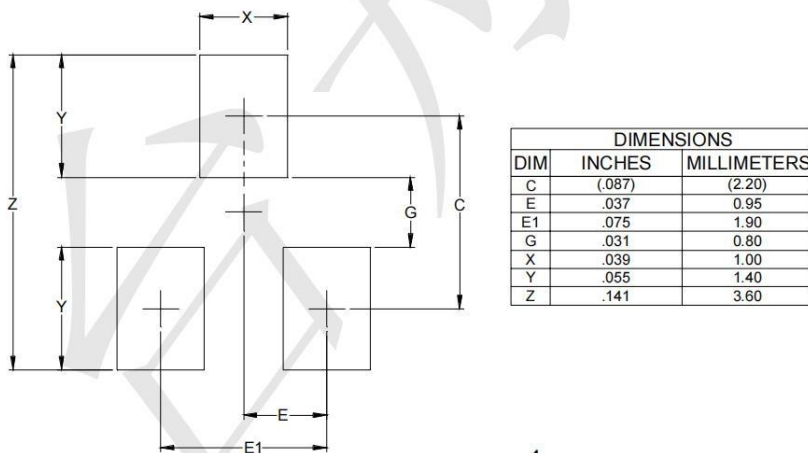 X
Y
Z
C
G
Y
E
E1
DIMENSIONS
DIM INCHES MILLIMETERS
C (.087) (2.20)
E .037 0.95
E1 .075 1.90
G .031 0.80
X .039 1.00
Y .055 1.40
Z .141 3.60